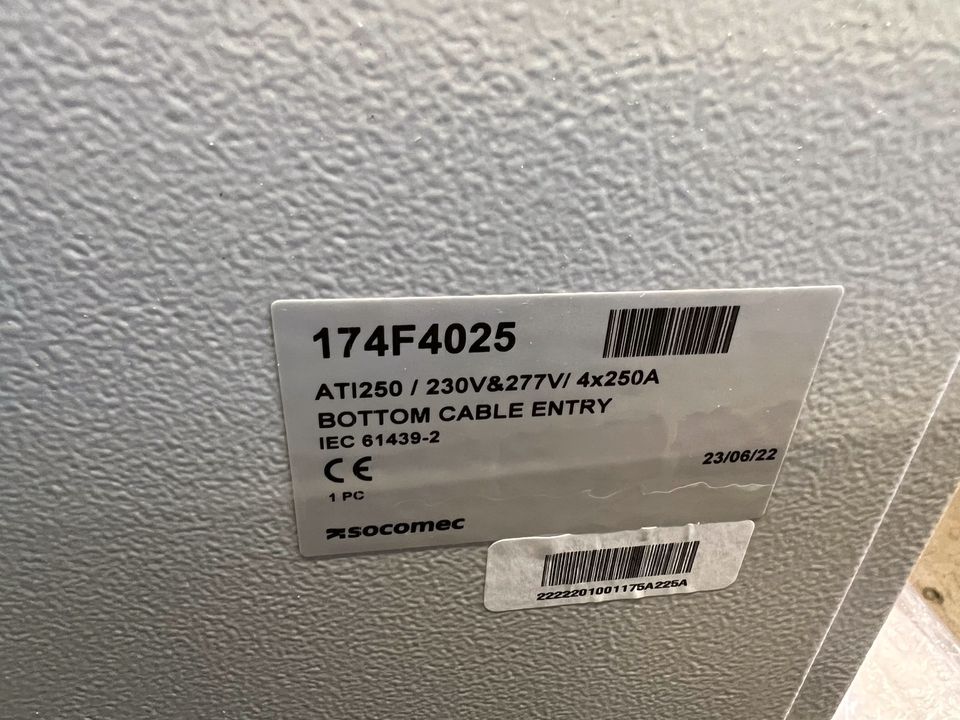 174F4025
ATI250 / 230V&277V/ 4x250A
BOTTOM CABLE ENTRY
IEC 61439-2
CE
23/06/22
1 PC
socomec
2222201001175A225A